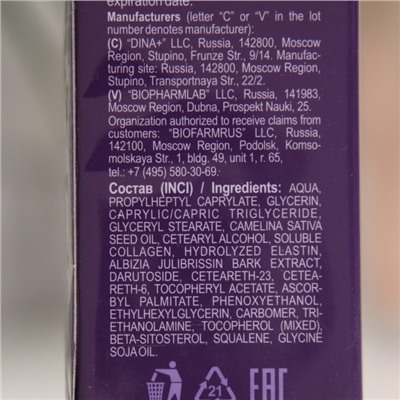 expiration date.
Manufacturers (letter “C” or “V” in the lot
number denotes manufacturer):
(C) “DINA+” LLC, Russia, 142800, Moscow
Region, Stupino, Frunze Str., 9/14. Manufac-
turing site: Russia, 142800, Moscow Region,
Stupino, Transportnaya Str., 22/2.
(V) “BIOPHARMLAB” LLC, Russia, 141983,
Moscow Region, Dubna, Prospekt Nauki, 25.
Organization authorized to receive claims from
customers: “BIOFARMRUS” LLC, Russia,
142100, Moscow Region, Podolsk, Komso-
molskaya Str., 1, bldg. 49, unit 1, r. 65,
tel.: +7 (495) 580-30-69.
Состав (INCI) / Ingredients: AQUA,
PROPYLHEPTYL CAPRYLATE, GLYCERIN,
CAPRYLIC/CAPRIC TRIGLYCERIDE,
GLYCERYL STEARATE, CAMELINA SATIVA
SEED OIL, CETEARYL ALCOHOL, SOLUBLE
COLLAGEN, HYDROLYZED ELASTIN,
ALBIZIA JULIBRISSIN BARK EXTRACT,
DARUTOSIDE, CETEARETH-23, CETEA-
RETH-6, TOCOPHERYL ACETATE, ASCOR-
BYL PALMITATE, PHENOXYETHANOL,
ETHYLHEXYLGLYCERIN, CARBOMER, TRI-
ETHANOLAMINE, TOCOPHEROL (MIXED),
BETA-SITOSTEROL, SQUALENE, GLYCINE
SOJA OIL.
21 EAC